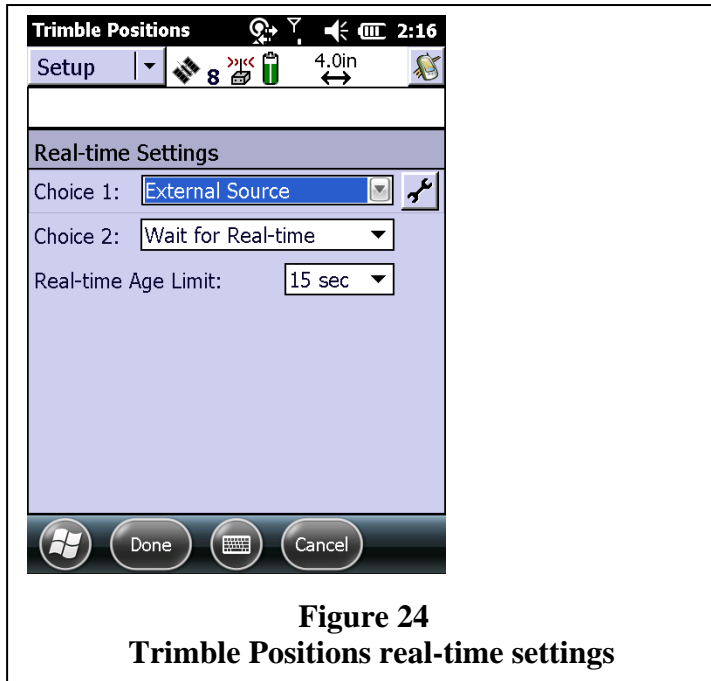 Trimble Positions 2:16
Setup 8 4.0in
Real-time Settings
Choice 1: External Source
Choice 2: Wait for Real-time
Real-time Age Limit: 15 sec
Done Cancel
Figure 24
Trimble Positions real-time settings